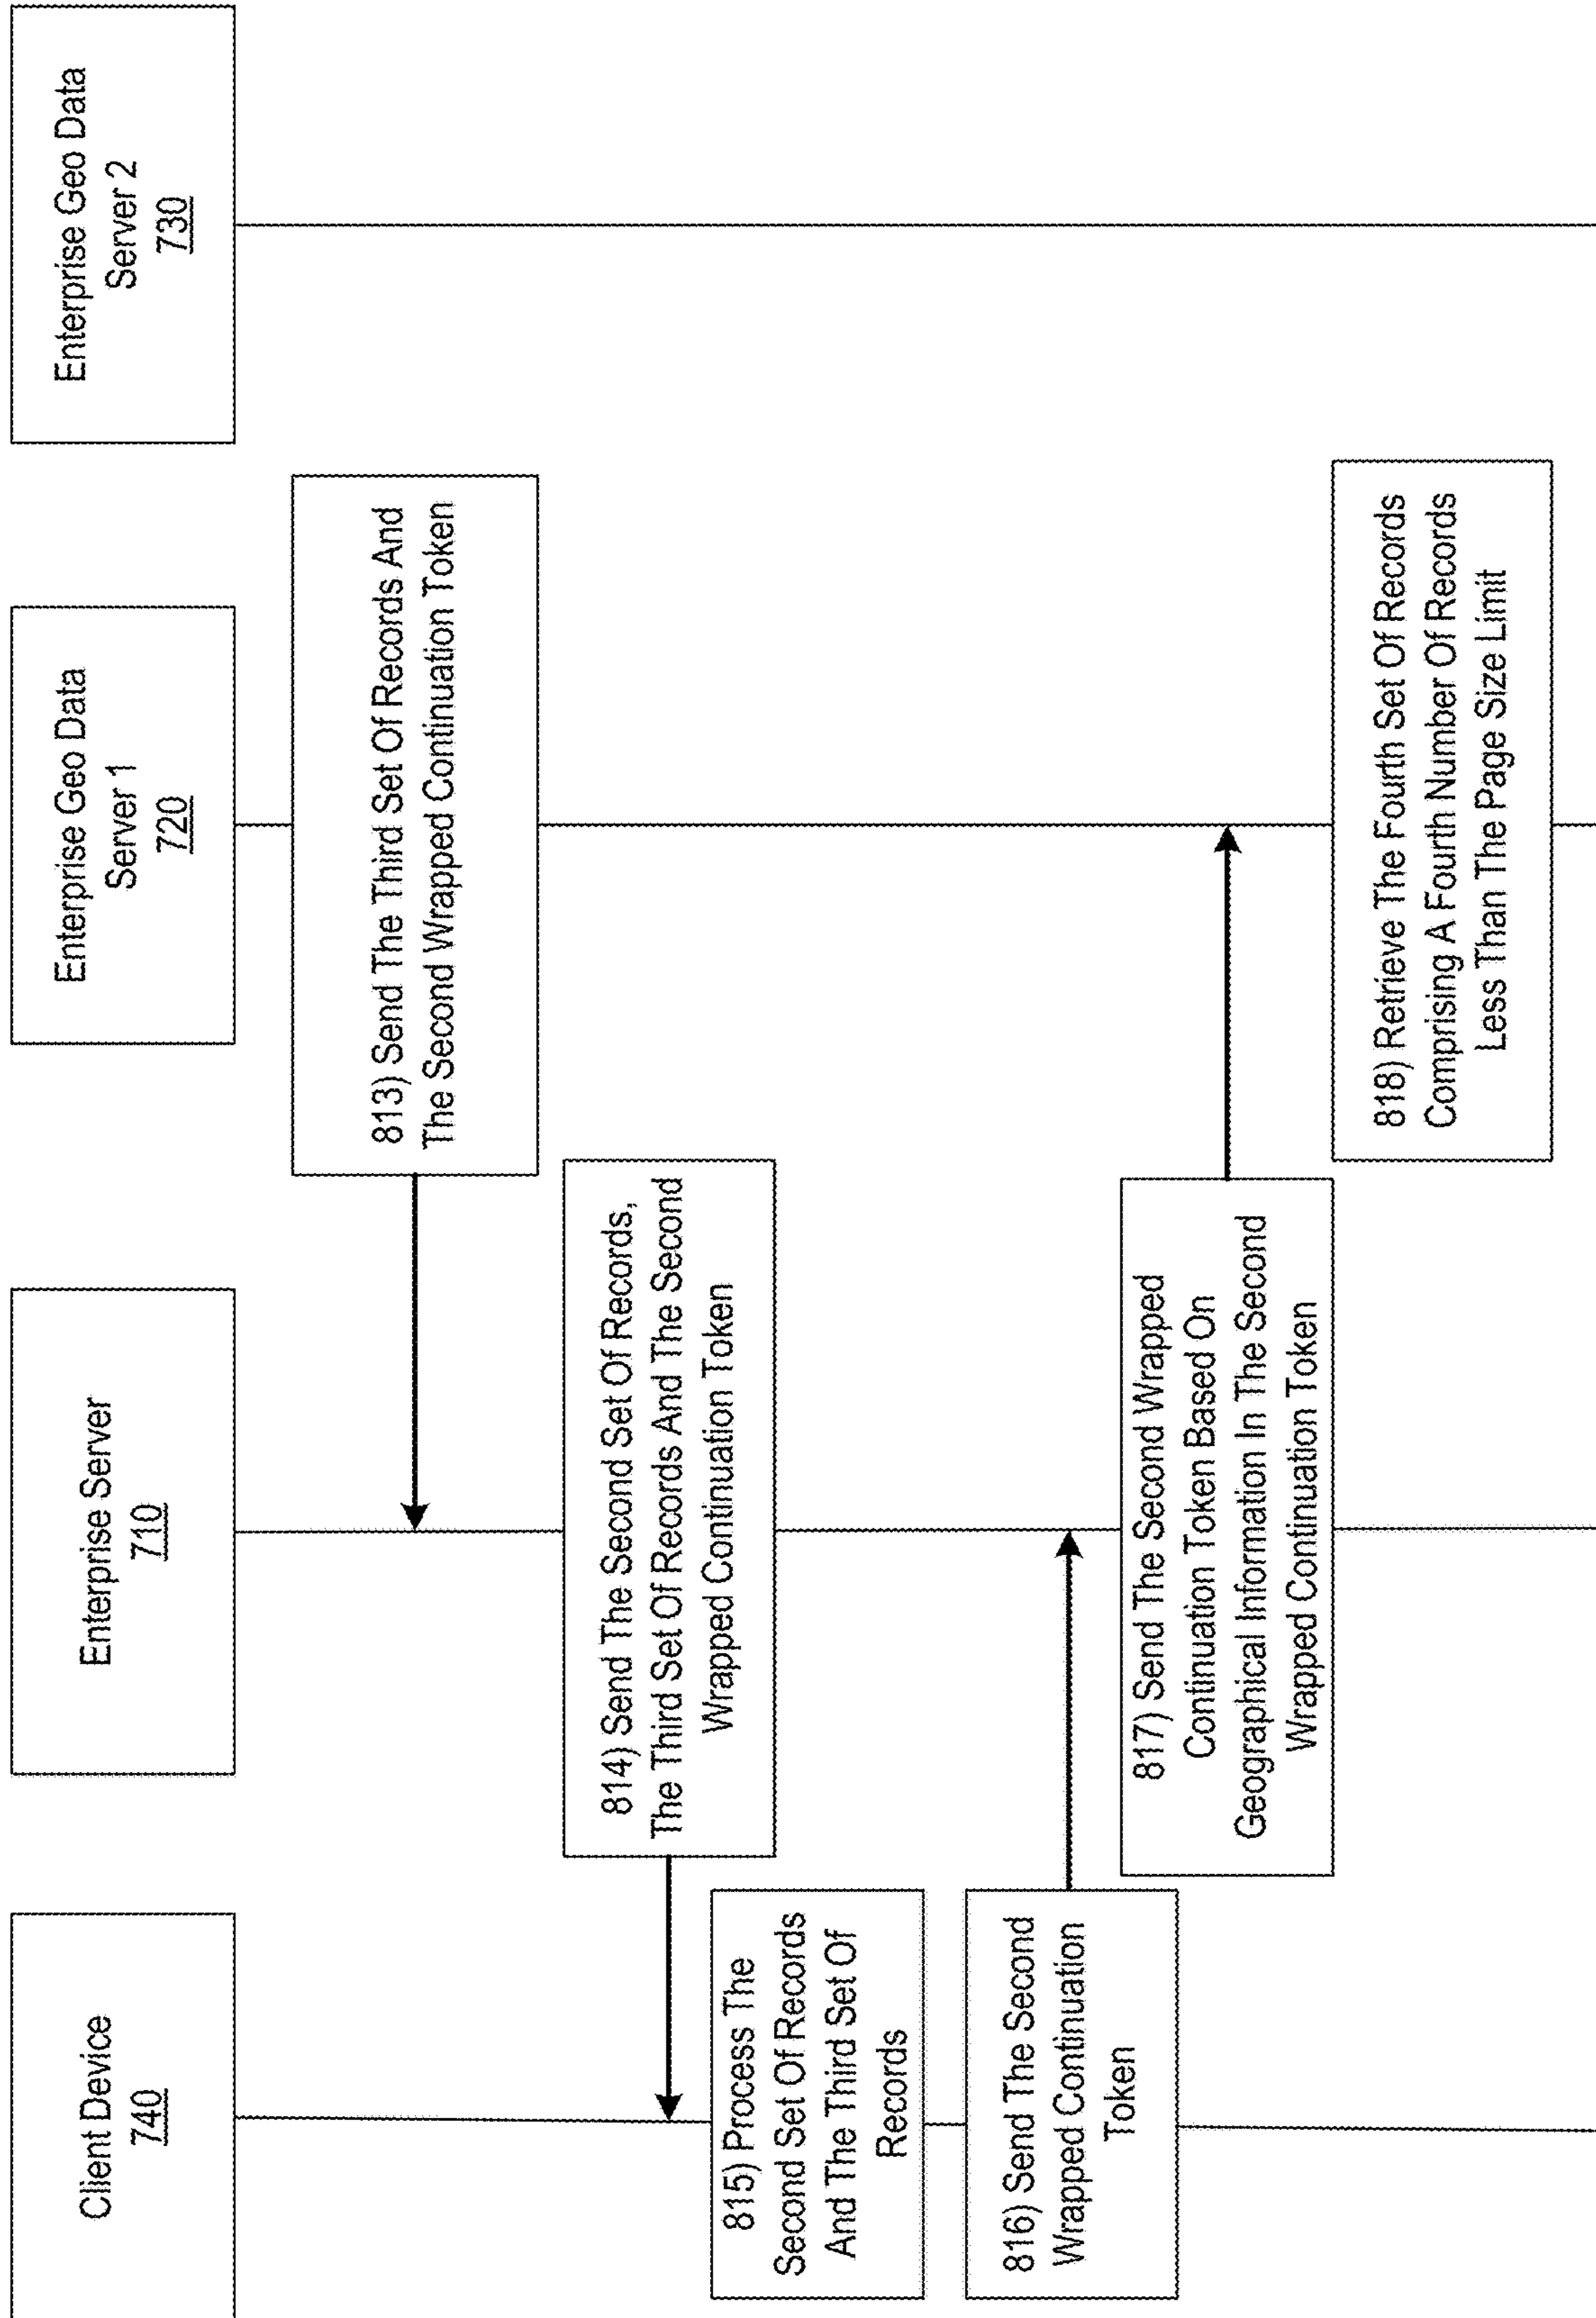 Client Device
740
Enterprise Server
710
Enterprise Geo Data
Server 1
720
Enterprise Geo Data
Server 2
730
813) Send The Third Set Of Records And
The Second Wrapped Continuation Token
814) Send The Second Set Of Records,
The Third Set Of Records And The Second
Wrapped Continuation Token
815) Process The
Second Set Of Records
And The Third Set Of
Records
816) Send The Second
Wrapped Continuation
Token
817) Send The Second Wrapped
Continuation Token Based On
Geographical Information In The Second
Wrapped Continuation Token
818) Retrieve The Fourth Set Of Records
Comprising A Fourth Number Of Records
Less Than The Page Size Limit